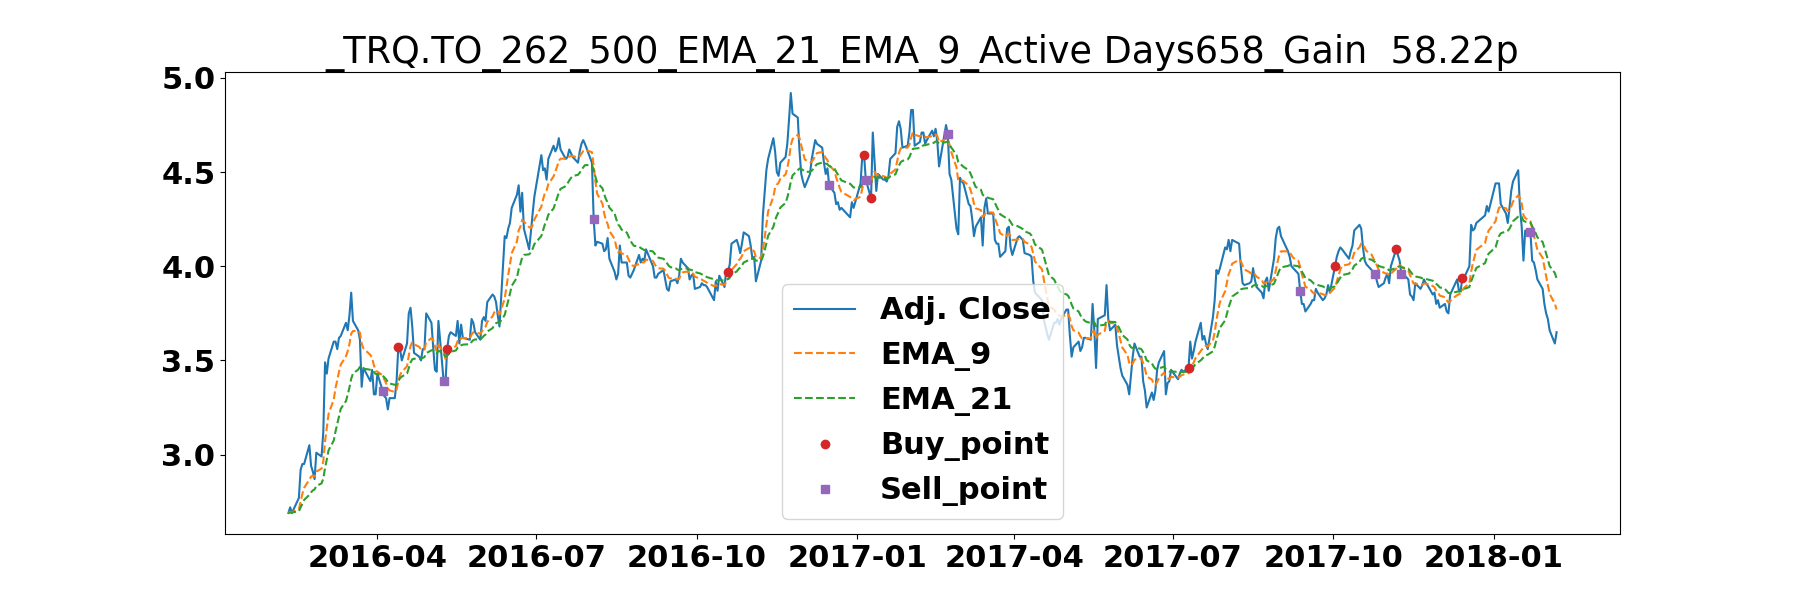 _TRQ.TO_262_500_EMA_21_EMA_9_Active Days658_Gain  58.22p
5.0
4.5
4.0
3.5
3.0
Adj. Close
EMA_9
EMA_21
Buy_point
Sell_point
2016-04 2016-07 2016-10 2017-01 2017-04 2017-07 2017-10 2018-01